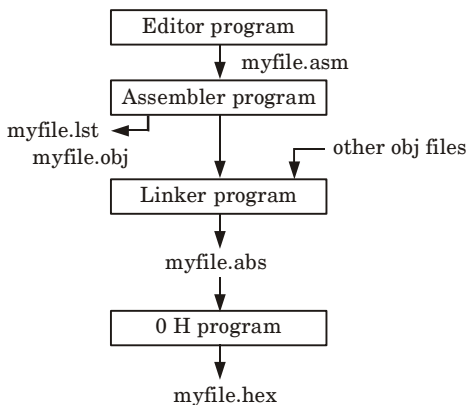 Editor program
myfile.asm
Assembler program
myfile.lst
myfile.obj
other obj files
Linker program
myfile.abs
0 H program
myfile.hex